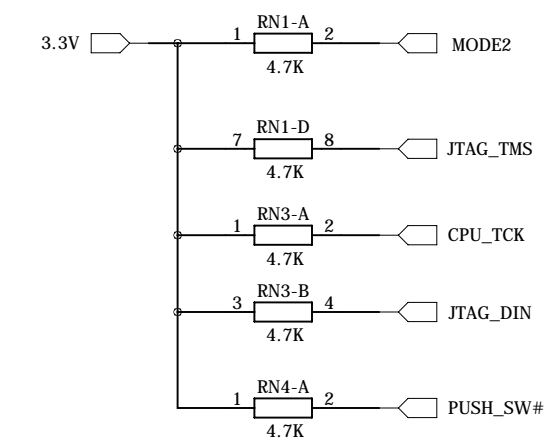 RN1-A
3.3V 1 2 MODE2
4.7K
RN1-D
7 8 JTAG_TMS
4.7K
RN3-A
1 2 CPU_TCK
4.7K
RN3-B
3 4 JTAG_DIN
4.7K
RN4-A
1 2 PUSH_SW#
4.7K